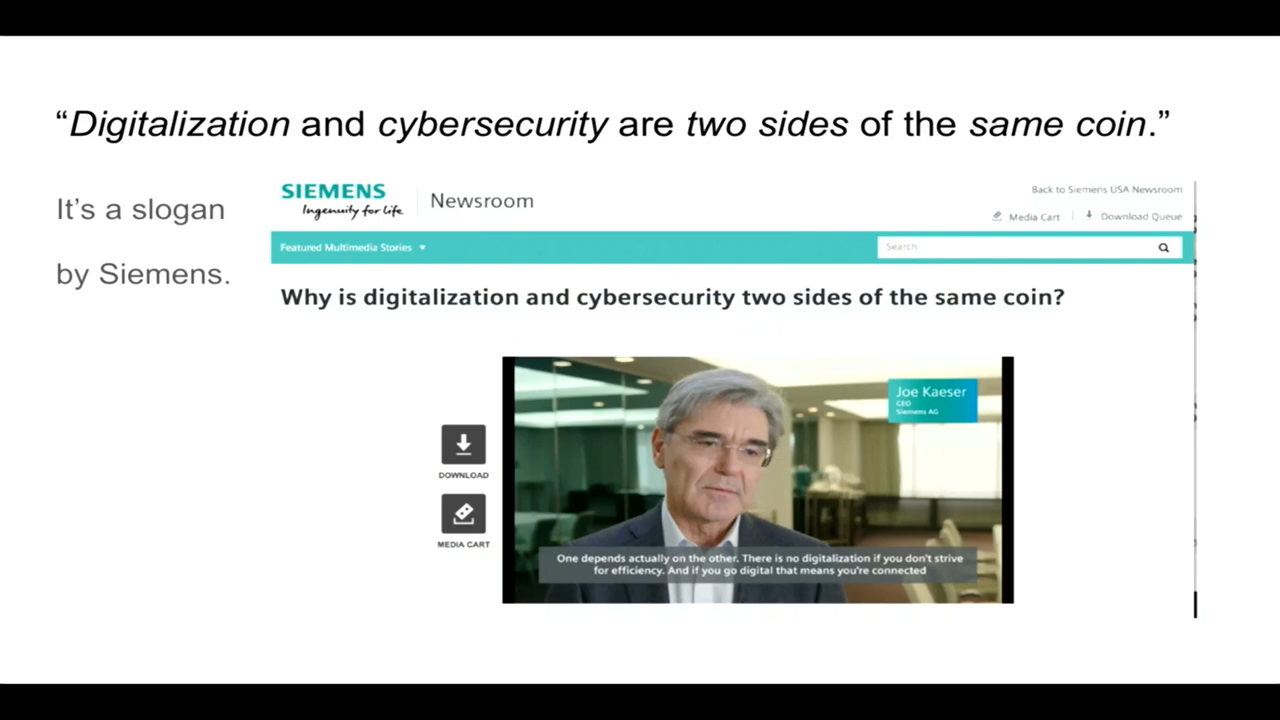 “Digitalization and cybersecurity are two sides of the same coin.”
It’s a slogan
by Siemens.
SIEMENS
Ingenuity for life
Newsroom
Back to Siemens USA Newsroom
Media Cart
Download Queue
Featured Multimedia Stories
Search
Why is digitalization and cybersecurity two sides of the same coin?
Joe Kaeser
CEO
Siemens AG
DOWNLOAD
MEDIA CART
One depends actually on the other. There is no digitalization if you don't strive
for efficiency. And if you go digital that means you're connected